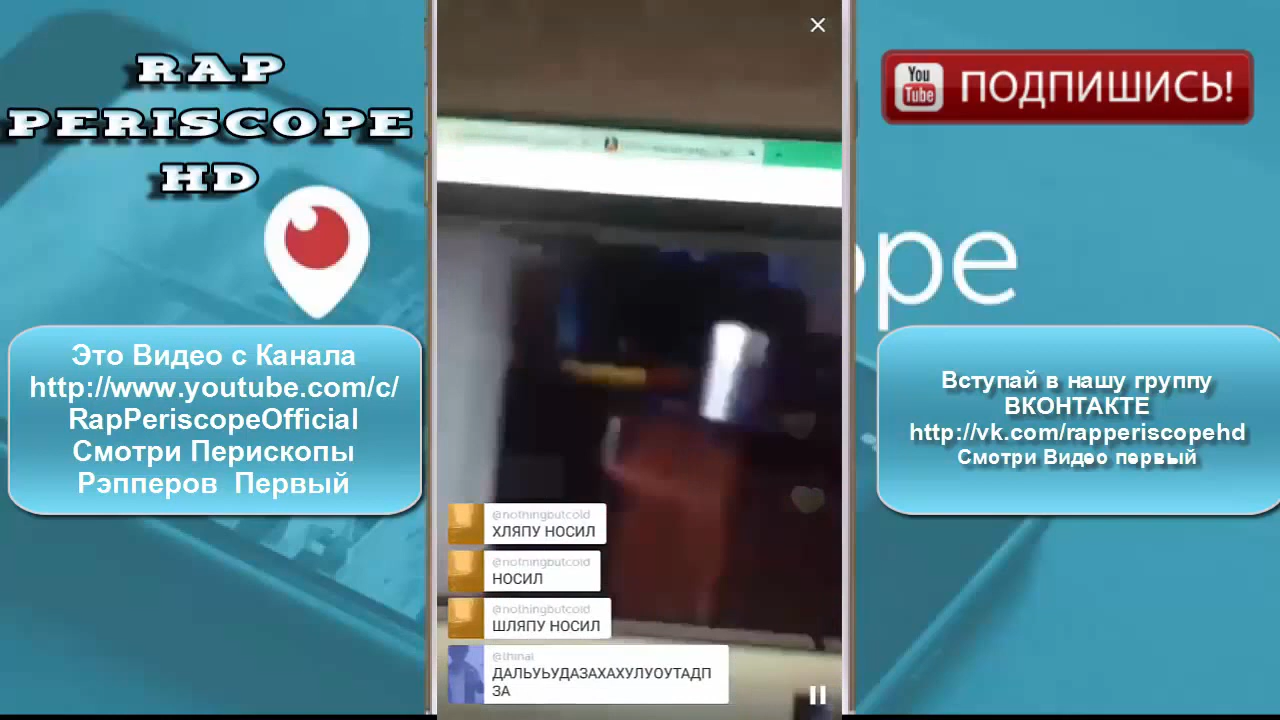 RAP
PERISCOPE
HD
Это Видео с Канала
http://www.youtube.com/c/
RapPeriscopeOfficial
Смотри Перископы
Рэпперов Первый
@nothingbutcold
ХЛЯПУ НОСИЛ
@nothingbutcold
НОСИЛ
@nothingbutcold
ШЛЯПУ НОСИЛ
@thinai
ДАЛЬУЬУДАЗАХАХУЛУОУТАДП
ЗА
You
Tube
ПОДПИШИСЬ!
ope
Вступай в нашу группу
ВКОНТАКТЕ
http://vk.com/rapperiscopehd
Смотри Видео первый